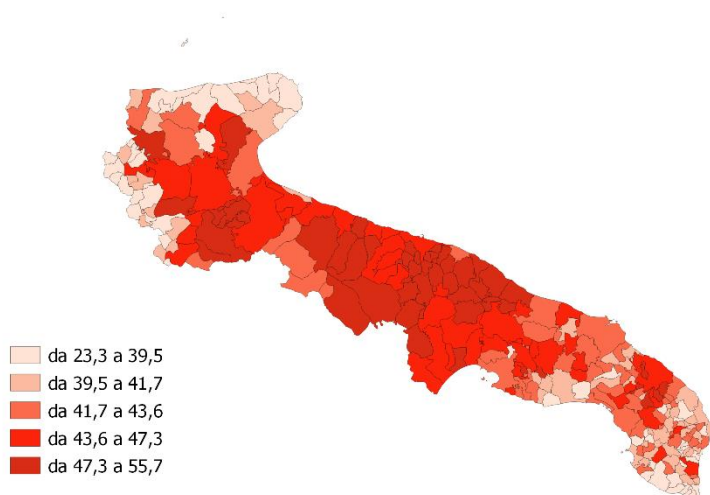 da 23,3 a 39,5
da 39,5 a 41,7
da 41,7 a 43,6
da 43,6 a 47,3
da 47,3 a 55,7